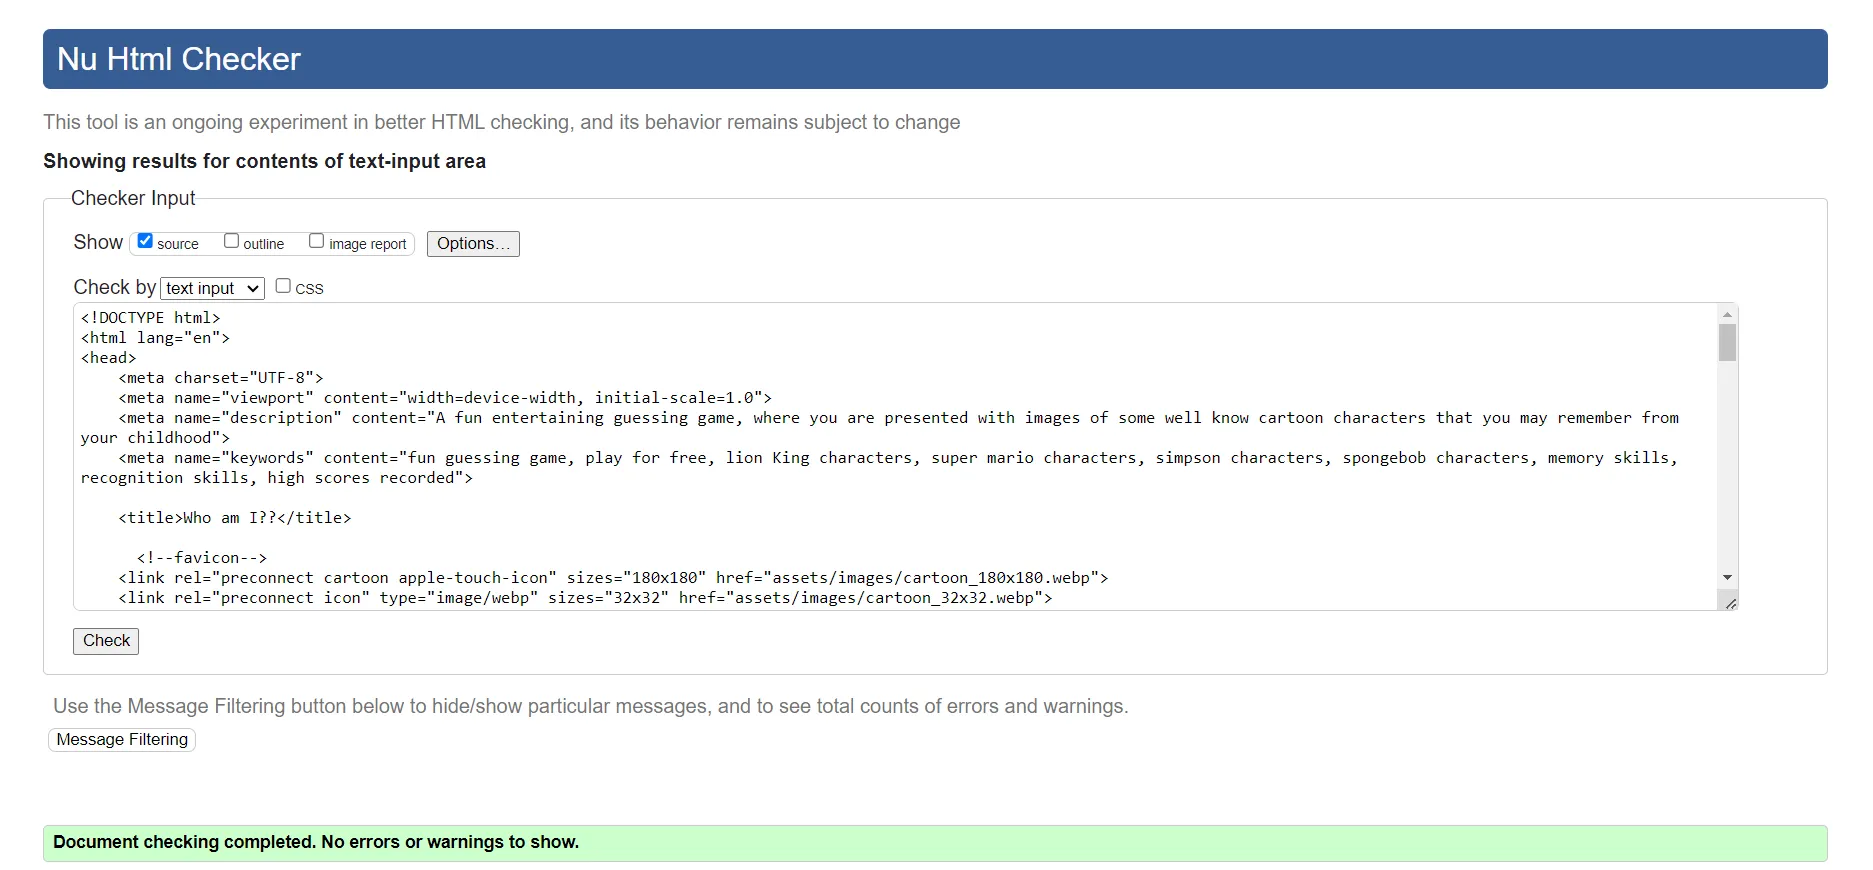 Nu Html Checker
This tool is an ongoing experiment in better HTML checking, and its behavior remains subject to change
Showing results for contents of text-input area
Checker Input
Show source outline image report Options...
Check by text input CSS
<!DOCTYPE html>
<html lang="en">
<head>
    <meta charset="UTF-8">
    <meta name="viewport" content="width=device-width, initial-scale=1.0">
    <meta name="description" content="A fun entertaining guessing game, where you are presented with images of some well know cartoon characters that you may remember from
your childhood">
    <meta name="keywords" content="fun guessing game, play for free, lion King characters, super mario characters, simpson characters, spongebob characters, memory skills,
recognition skills, high scores recorded">
    <title>Who am I??</title>
      <!--favicon-->
    <link rel="preconnect cartoon apple-touch-icon" sizes="180x180" href="assets/images/cartoon_180x180.webp">
    <link rel="preconnect icon" type="image/webp" sizes="32x32" href="assets/images/cartoon_32x32.webp">
Check
Use the Message Filtering button below to hide/show particular messages, and to see total counts of errors and warnings.
Message Filtering
Document checking completed. No errors or warnings to show.